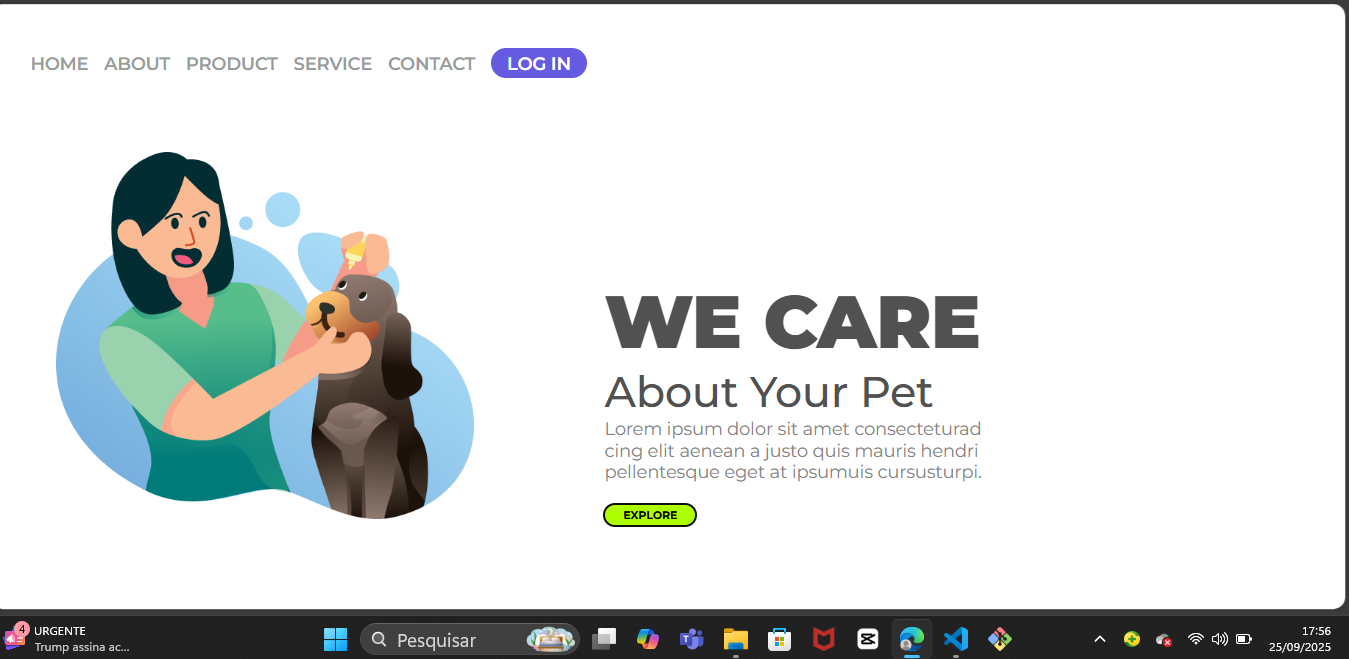 HOME ABOUT PRODUCT SERVICE CONTACT LOG IN
WE CARE
About Your Pet
Lorem ipsum dolor sit amet consecteturad
cing elit aenean a justo quis mauris hendri
pellentesque eget at ipsumuis cursusturpi.
EXPLORE
4
URGENTE
Trump assina ac...
Pesquisar
17:56
25/09/2025